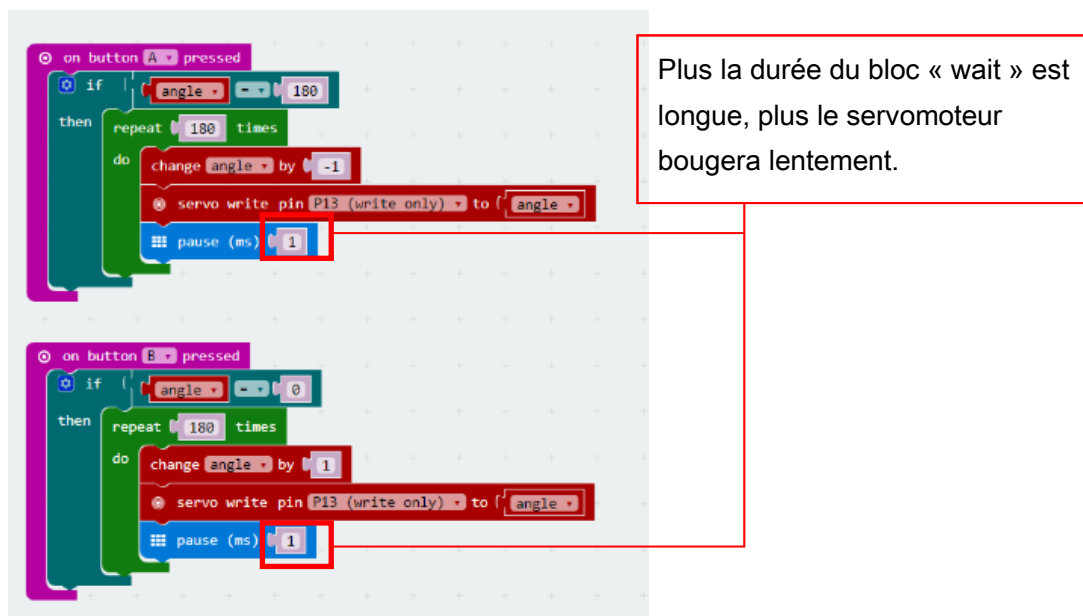 on button A pressed
if angle = 180
then repeat 180 times
do change angle by -1
servo write pin P13 (write only) to angle
pause (ms) 1
on button B pressed
if angle = 0
then repeat 180 times
do change angle by 1
servo write pin P13 (write only) to angle
pause (ms) 1
Plus la durée du bloc « wait » est
longue, plus le servomoteur
bougera lentement.